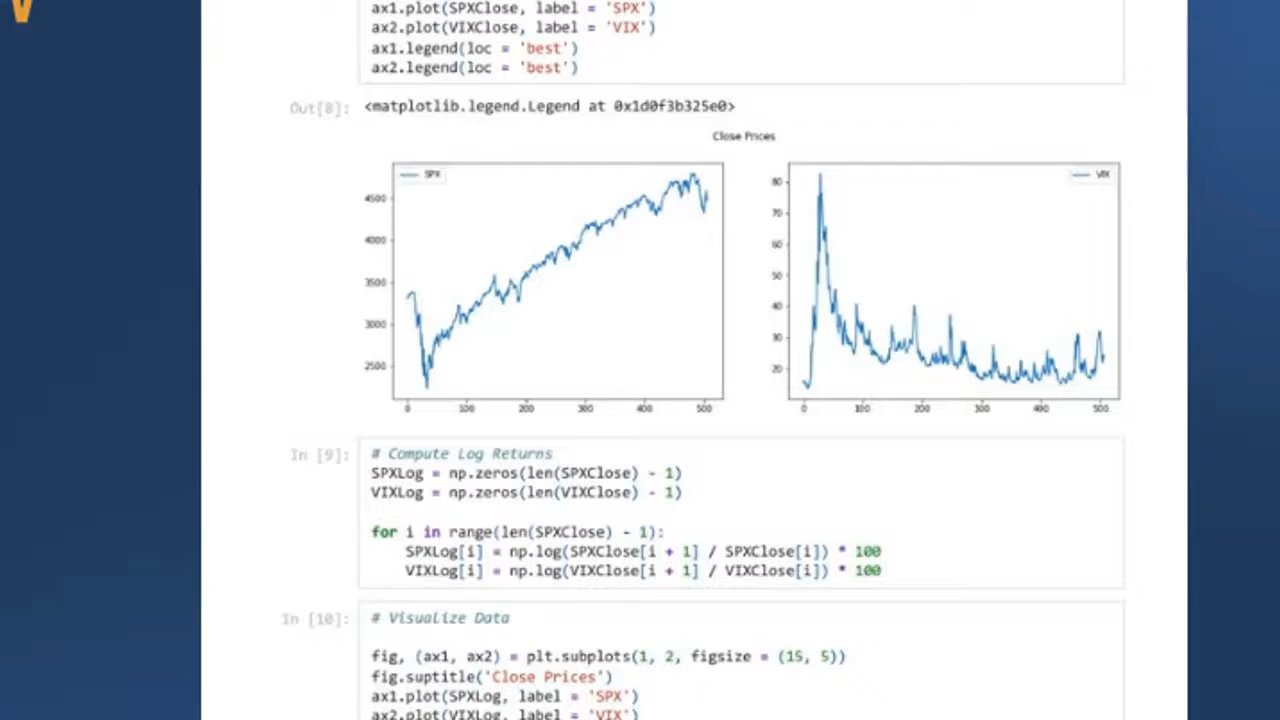 ax1.plot(SPXClose, label = 'SPX')
ax2.plot(VIXClose, label = 'VIX')
ax1.legend(loc = 'best')
ax2.legend(loc = 'best')
Out[8]: <matplotlib.legend.Legend at 0x1d0f3b325e0>
Close Prices
SPX
4500
4000
3500
3000
2500
0 100 200 300 400 500
VIX
80
70
60
50
40
30
20
0 100 200 300 400 500
In [9]: # Compute Log Returns
SPXLog = np.zeros(len(SPXClose) - 1)
VIXLog = np.zeros(len(VIXClose) - 1)
for i in range(len(SPXClose) - 1):
SPXLog[i] = np.log(SPXClose[i + 1] / SPXClose[i]) * 100
VIXLog[i] = np.log(VIXClose[i + 1] / VIXClose[i]) * 100
In [10]: # Visualize Data
fig, (ax1, ax2) = plt.subplots(1, 2, figsize = (15, 5))
fig.suptitle('Close Prices')
ax1.plot(SPXLog, label = 'SPX')
ax2.plot(VIXLog, label = 'VIX')